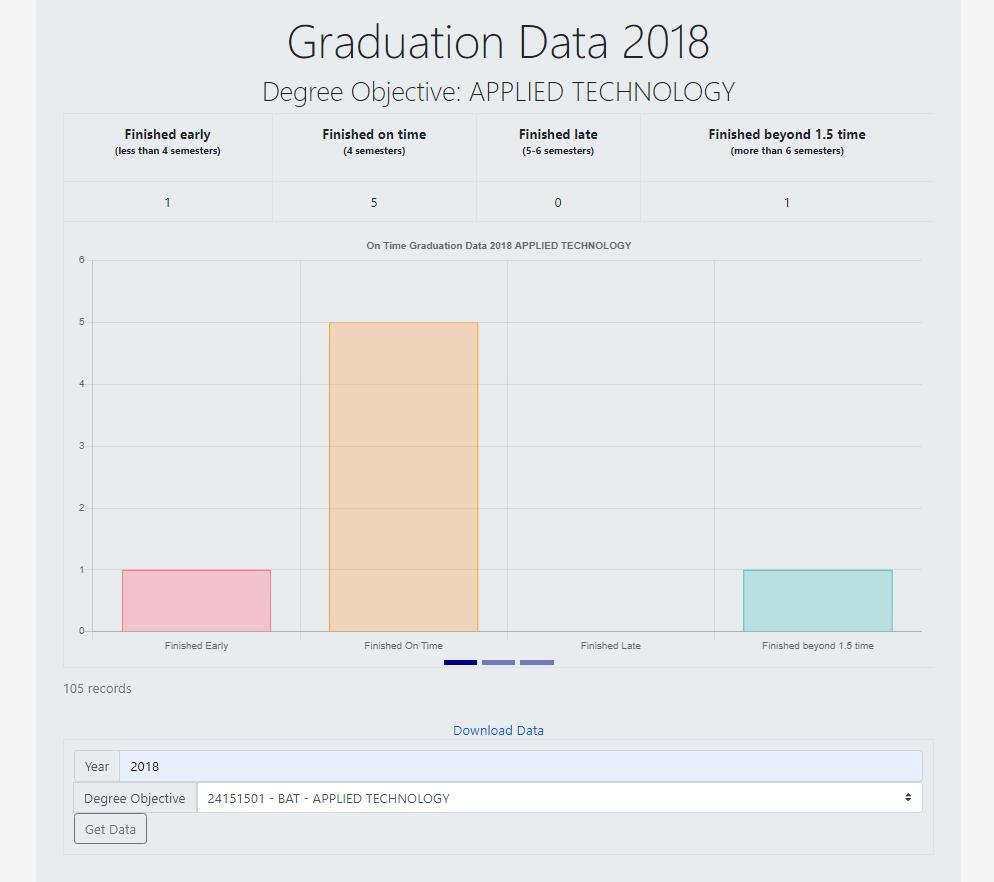 Graduation Data 2018
Degree Objective: APPLIED TECHNOLOGY
Finished early Finished on time Finished late Finished beyond 1.5 time
(less than 4 semesters) (4 semesters) (5-6 semesters) (more than 6 semesters)
1 5 0 1
On Time Graduation Data 2018 APPLIED TECHNOLOGY
6
5
4
3
2
1
0
Finished Early Finished On Time Finished Late Finished beyond 1.5 time
105 records
Download Data
Year 2018
Degree Objective 24151501 - BAT - APPLIED TECHNOLOGY
Get Data